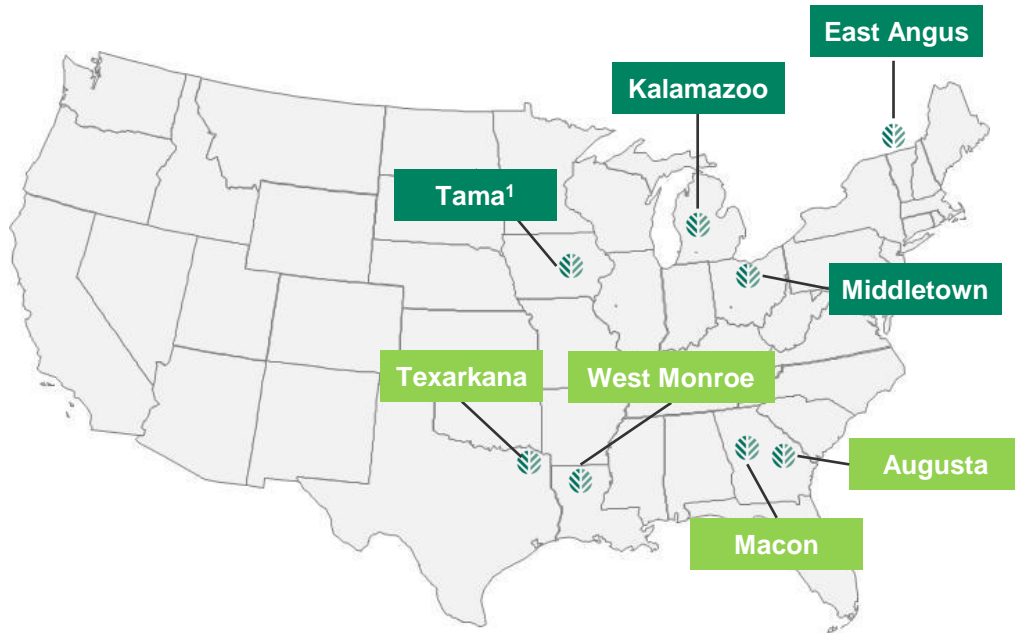 East Angus
Kalamazoo
Tama¹
Middletown
Texarkana
West Monroe
Augusta
Macon